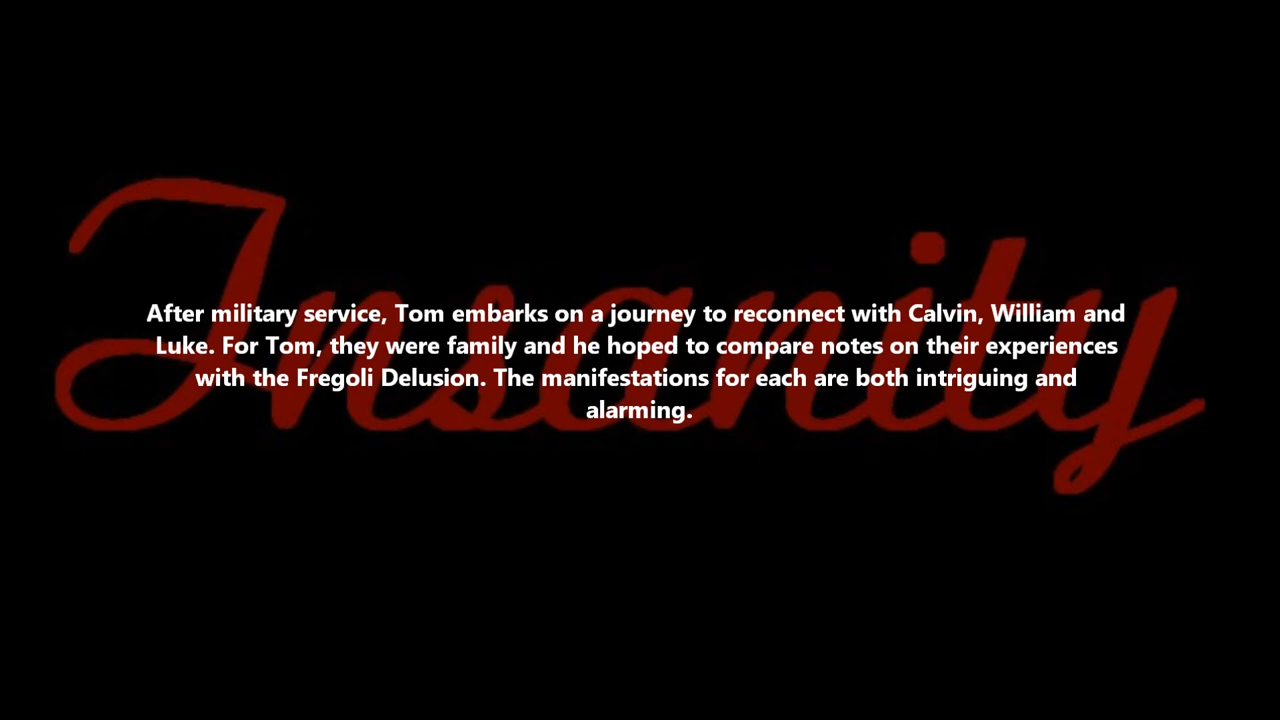 Insanity
After military service, Tom embarks on a journey to reconnect with Calvin, William and
Luke. For Tom, they were family and he hoped to compare notes on their experiences
with the Fregoli Delusion. The manifestations for each are both intriguing and
alarming.